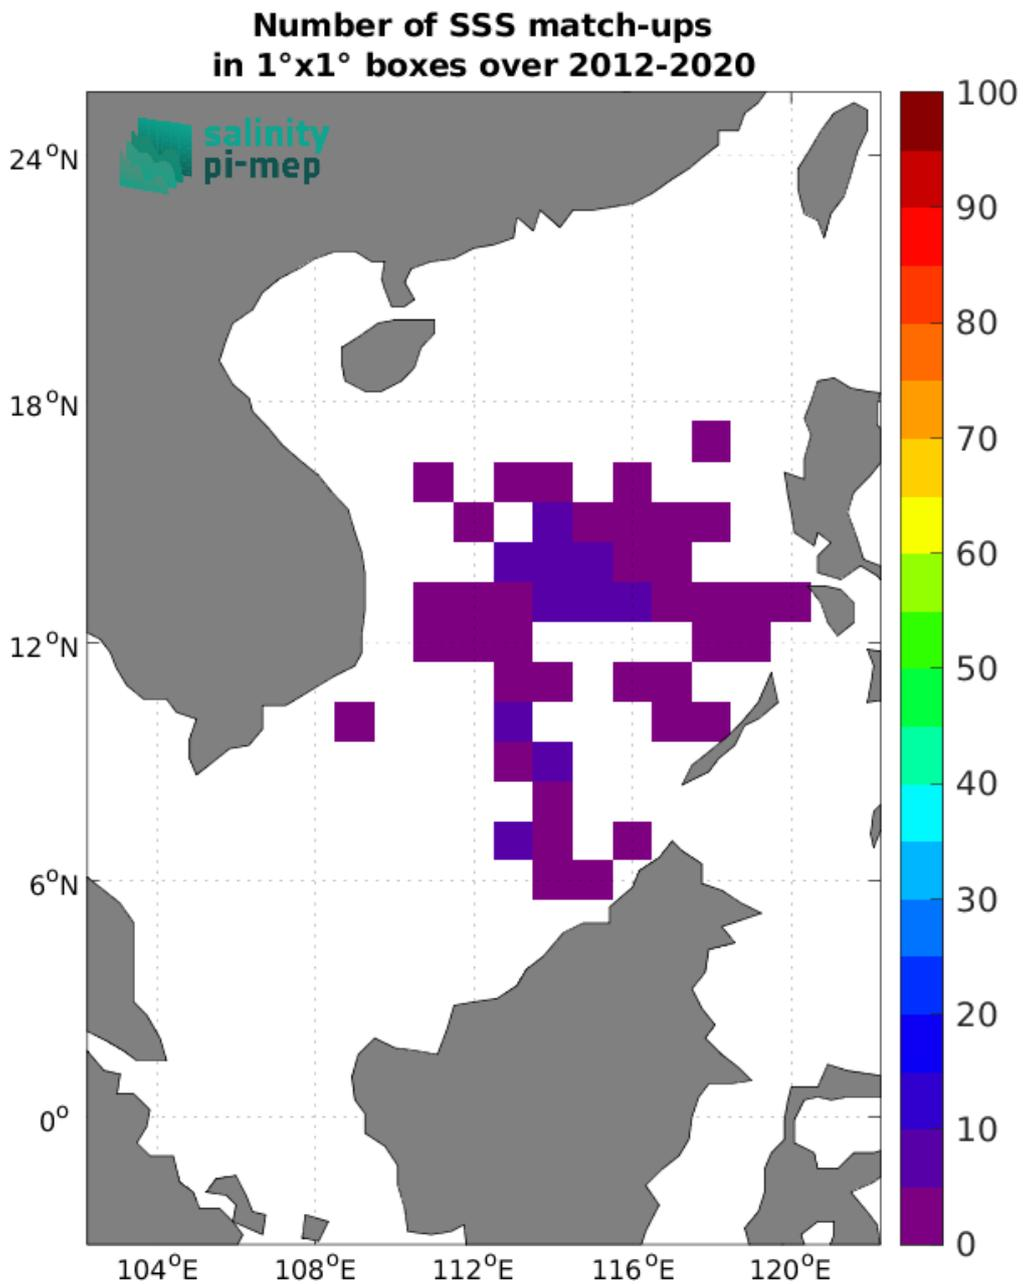 Number of SSS match-ups
in 1°x1° boxes over 2012-2020
salinity
pi-mep
24°N
18°N
12°N
6°N
0°
104°E 108°E 112°E 116°E 120°E
100
90
80
70
60
50
40
30
20
10
0